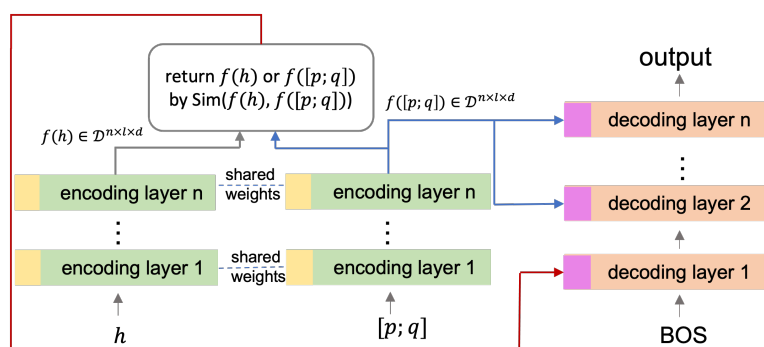 output
return f(h) or f([p; q])
by Sim(f(h), f([p; q]))
f([p; q]) ∈ 𝒟^{n×l×d}
decoding layer n
f(h) ∈ 𝒟^{n×l×d}
⋮
shared
weights
encoding layer n
encoding layer n
decoding layer 2
⋮
⋮
shared
weights
encoding layer 1
encoding layer 1
decoding layer 1
h
[p; q]
BOS